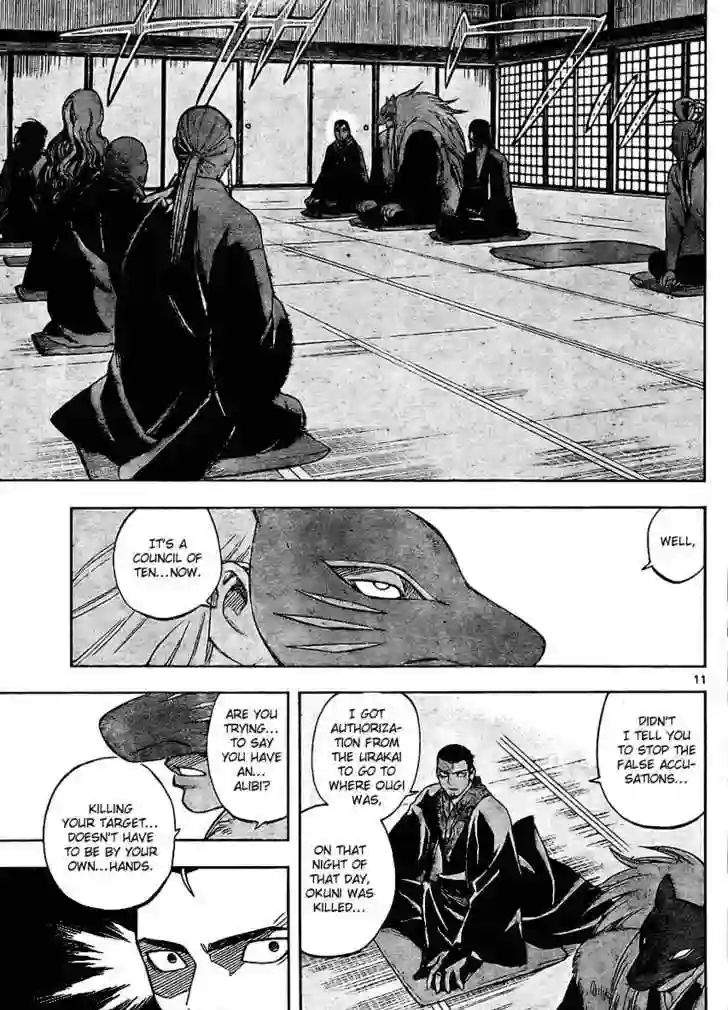 WELL,
IT'S A
COUNCIL OF
TEN...NOW.
11
DIDN'T
I TELL YOU
TO STOP THE
FALSE ACCU-
SATIONS...
I GOT
AUTHORIZA-
TION FROM
THE URAKAI
TO GO TO
WHERE OUGI
WAS,
ON THAT
NIGHT OF
THAT DAY,
OKUNI WAS
KILLED...
ARE YOU
TRYING...
TO SAY
YOU HAVE
AN...
ALIBI?
KILLING
YOUR TARGET...
DOESN'T HAVE
TO BE BY YOUR
OWN...HANDS.